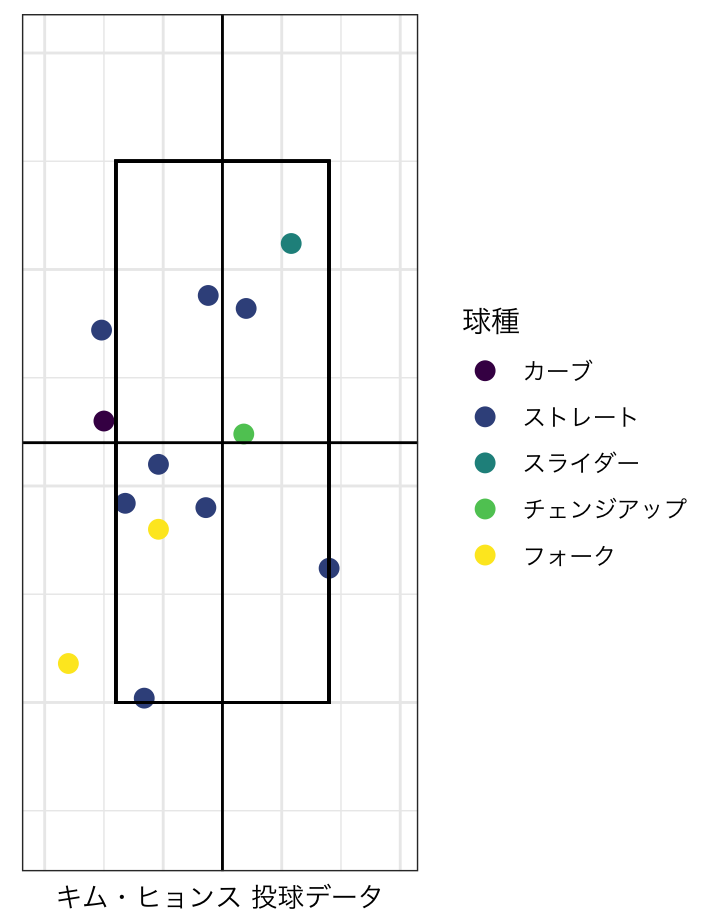 球種
カーブ
ストレート
スライダー
チェンジアップ
フォーク
キム・ヒョンス 投球データ